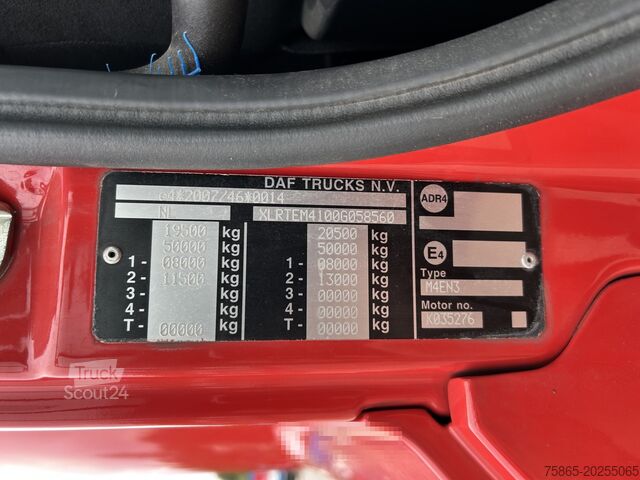 DAF TRUCKS N.V.
e4*2007/46*0014
NL XLRTEM4100G058560
19500 kg 20500 kg
50000 kg 50000 kg
1- 08000 kg 1- 08000 kg
2- 11500 kg 2- 13000 kg
3- kg 3- 00000 kg
4- kg 4- 00000 kg
T- 00000 kg T- 00000 kg
ADR4
E4
Type
M4EN3
Motor no.
K035276
Truck
Scout24
75865-20255065